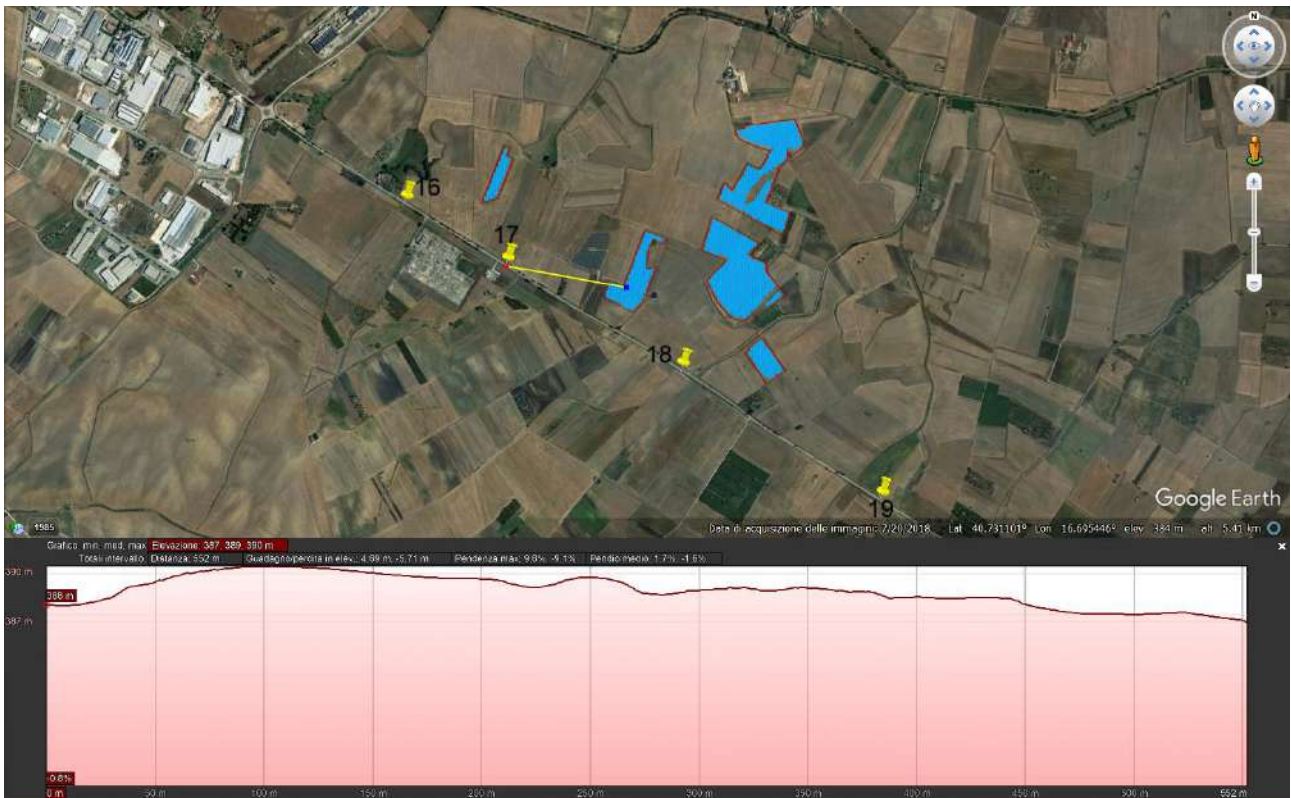 N
16
17
18
19
Google Earth
1985
Data di acquisizione delle immagini: 7/20/2018 Lat 40.731101° Lon 16.695446° elev 384 m alt 5.41 km
Grafico: min, med, max Elevazione: 387, 389, 390 m
Totali intervallo: Distanza: 552 m Guadagno/perdita in elev.: 4.69 m, -5.71 m Pendenza max: 9.8%, -9.1% Pendio medio: 1.7%, -1.6%
390 m
388 m
387 m
-0.8%
0 m 50 m 100 m 150 m 200 m 250 m 300 m 350 m 400 m 450 m 500 m 552 m